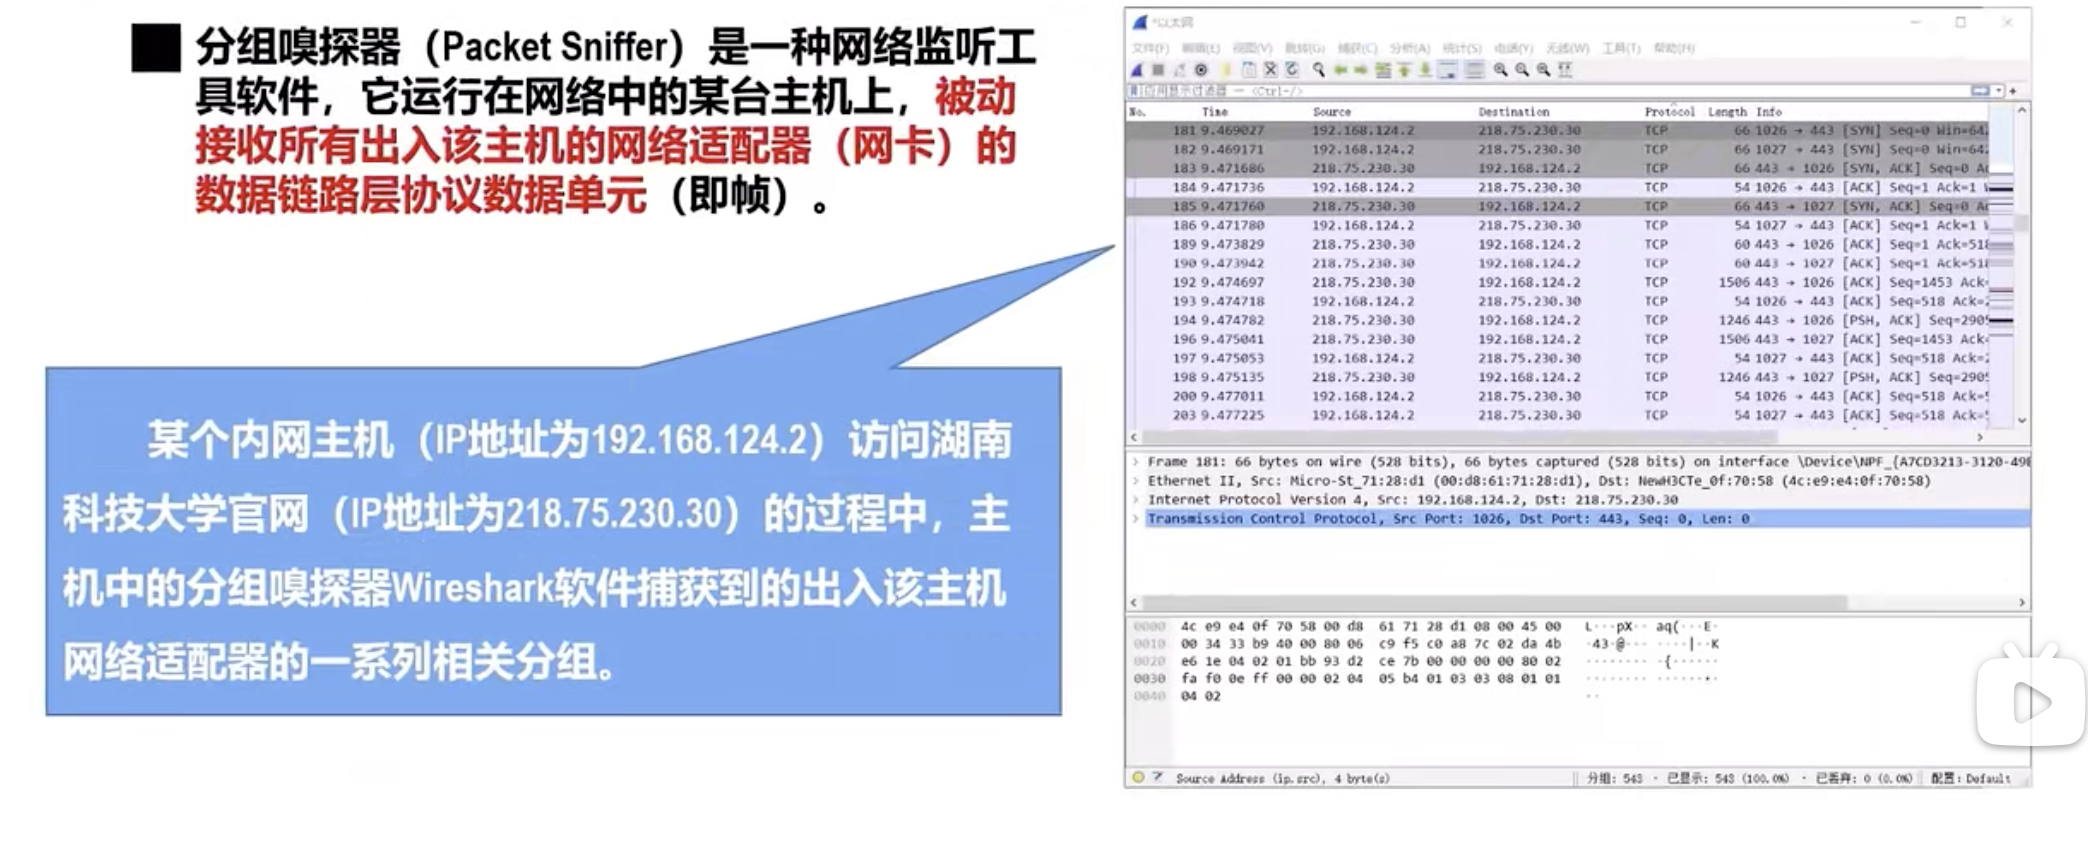 分组嗅探器（Packet Sniffer）是一种网络监听工
具软件，它运行在网络中的某台主机上，被动
接收所有出入该主机的网络适配器（网卡）的
数据链路层协议数据单元（即帧）。
某个内网主机（IP地址为192.168.124.2）访问湖南
科技大学官网（IP地址为218.75.230.30）的过程中，主
机中的分组嗅探器Wireshark软件捕获到的出入该主机
网络适配器的一系列相关分组。
*以太网
文件(F) 编辑(E) 视图(V) 跳转(G) 捕获(C) 分析(A) 统计(S) 电话(Y) 无线(W) 工具(T) 帮助(H)
应用显示过滤器 … <Ctrl-/>
No. Time Source Destination Protocol Length Info
181 9.469027 192.168.124.2 218.75.230.30 TCP 66 1026 → 443 [SYN] Seq=0 Win=642
182 9.469171 192.168.124.2 218.75.230.30 TCP 66 1027 → 443 [SYN] Seq=0 Win=642
183 9.471686 218.75.230.30 192.168.124.2 TCP 66 443 → 1026 [SYN, ACK] Seq=0 Ac
184 9.471736 192.168.124.2 218.75.230.30 TCP 54 1026 → 443 [ACK] Seq=1 Ack=1 W
185 9.471760 218.75.230.30 192.168.124.2 TCP 66 443 → 1027 [SYN, ACK] Seq=0 Ac
186 9.471780 192.168.124.2 218.75.230.30 TCP 54 1027 → 443 [ACK] Seq=1 Ack=1 W
189 9.473829 218.75.230.30 192.168.124.2 TCP 60 443 → 1026 [ACK] Seq=1 Ack=518
190 9.473942 218.75.230.30 192.168.124.2 TCP 60 443 → 1027 [ACK] Seq=1 Ack=518
192 9.474697 218.75.230.30 192.168.124.2 TCP 1506 443 → 1026 [ACK] Seq=1453 Ack=
193 9.474718 192.168.124.2 218.75.230.30 TCP 54 1026 → 443 [ACK] Seq=518 Ack=2
194 9.474782 218.75.230.30 192.168.124.2 TCP 1246 443 → 1026 [PSH, ACK] Seq=2905
196 9.475041 218.75.230.30 192.168.124.2 TCP 1506 443 → 1027 [ACK] Seq=1453 Ack=
197 9.475053 192.168.124.2 218.75.230.30 TCP 54 1027 → 443 [ACK] Seq=518 Ack=2
198 9.475135 218.75.230.30 192.168.124.2 TCP 1246 443 → 1027 [PSH, ACK] Seq=2905
200 9.477011 192.168.124.2 218.75.230.30 TCP 54 1026 → 443 [ACK] Seq=518 Ack=5
203 9.477225 192.168.124.2 218.75.230.30 TCP 54 1027 → 443 [ACK] Seq=518 Ack=5
Frame 181: 66 bytes on wire (528 bits), 66 bytes captured (528 bits) on interface \Device\NPF_{A7CD3213-3120-49E
Ethernet II, Src: Micro-St_71:28:d1 (00:d8:61:71:28:d1), Dst: NewH3CTe_0f:70:58 (4c:e9:e4:0f:70:58)
Internet Protocol Version 4, Src: 192.168.124.2, Dst: 218.75.230.30
Transmission Control Protocol, Src Port: 1026, Dst Port: 443, Seq: 0, Len: 0
0000 4c e9 e4 0f 70 58 00 d8 61 71 28 d1 08 00 45 00 L···pX·· aq(···E·
0010 00 34 33 b9 40 00 80 06 c9 f5 c0 a8 7c 02 da 4b ·43·@··· ····|··K
0020 e6 1e 04 02 01 bb 93 d2 ce 7b 00 00 00 00 80 02 ········ ·{······
0030 fa f0 0e ff 00 00 02 04 05 b4 01 03 03 08 01 01 ········ ········
0040 04 02 ··
Source Address (ip.src), 4 byte(s) 分组: 543 · 已显示: 543 (100.0%) · 已丢弃: 0 (0.0%) 配置: Default